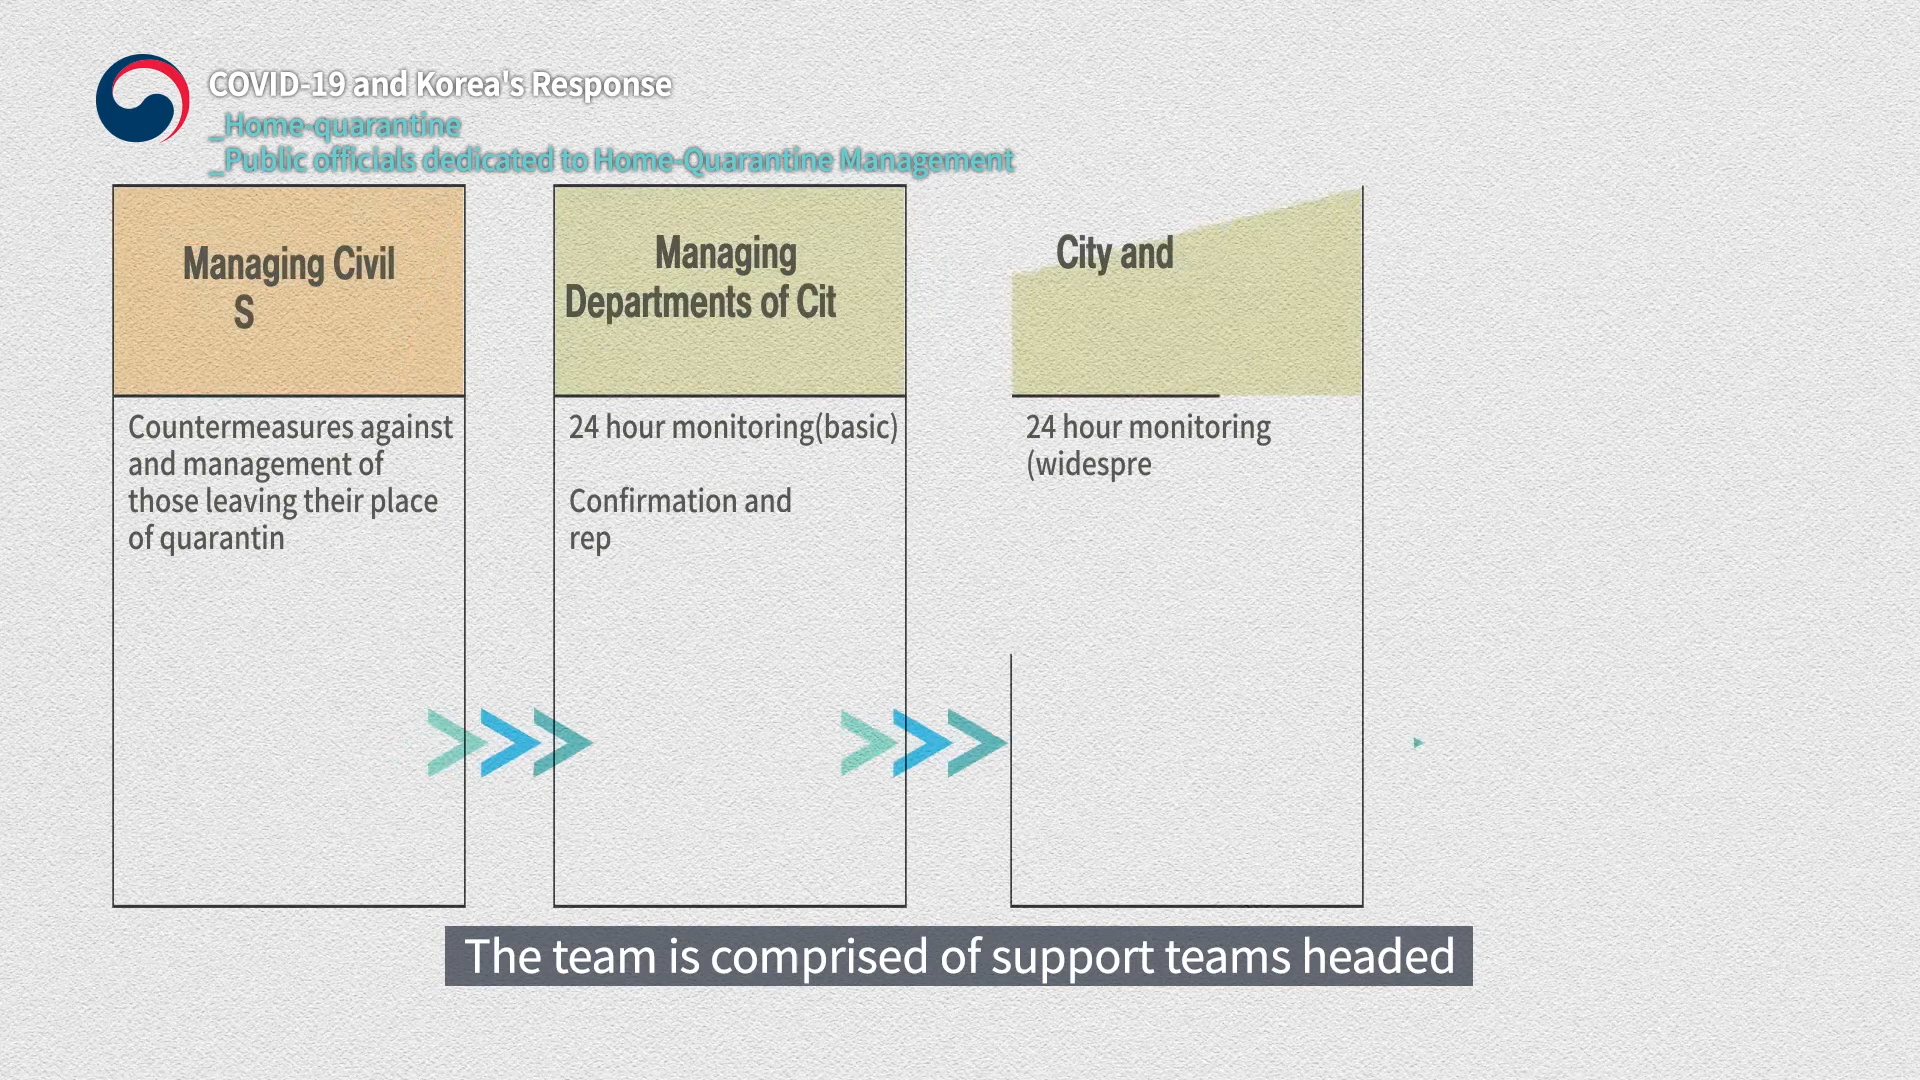 COVID-19 and Korea's Response
_Home-quarantine
_Public officials dedicated to Home-Quarantine Management
Managing Civil
S
Countermeasures against
and management of
those leaving their place
of quarantin
Managing
Departments of Cit
24 hour monitoring(basic)
Confirmation and
rep
City and
24 hour monitoring
(widespre
The team is comprised of support teams headed